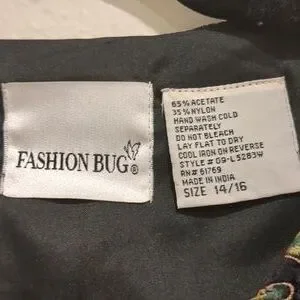 FASHION BUG®
65% ACETATE
35% NYLON
HAND WASH COLD
SEPARATELY
DO NOT BLEACH
LAY FLAT TO DRY
COOL IRON ON REVERSE
STYLE # G9-L5283W
RN# 61769
MADE IN INDIA
SIZE 14/16